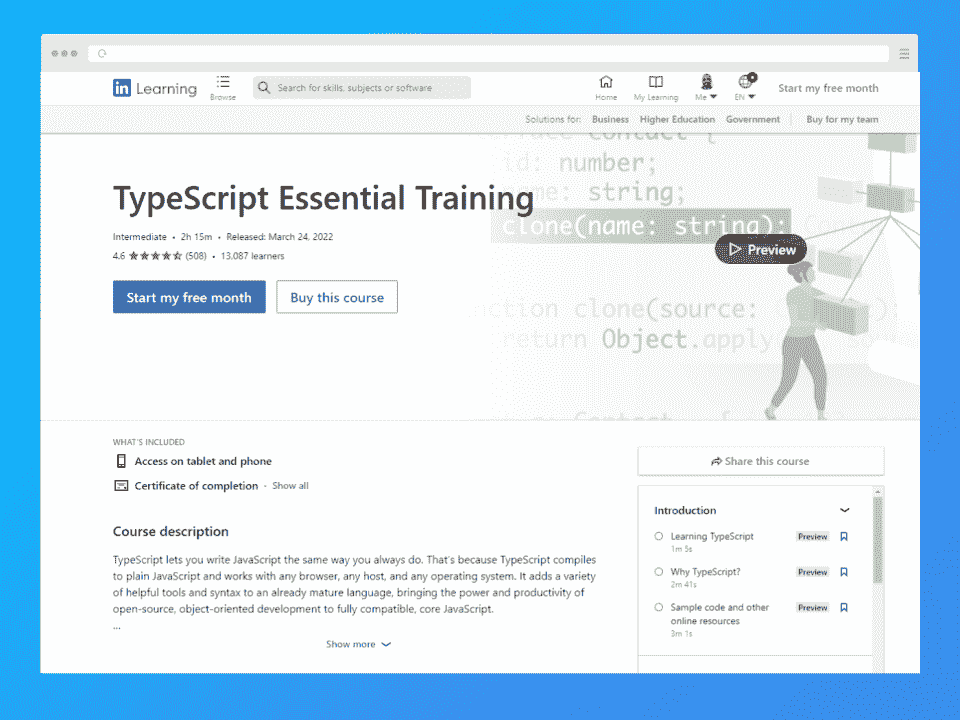 in Learning
Browse
Search for skills, subjects or software
Home
My Learning
Me
EN
Start my free month
Solutions for:
Business
Higher Education
Government
Buy for my team
id: number;
name: string;
clone(name: string):
Preview
TypeScript Essential Training
Intermediate • 2h 15m • Released: March 24, 2022
4.6 (508) • 13.087 learners
Start my free month
Buy this course
clone(source:
return Object.apply
WHAT'S INCLUDED
Access on tablet and phone
Certificate of completion - Show all
Course description
TypeScript lets you write JavaScript the same way you always do. That's because TypeScript compiles
to plain JavaScript and works with any browser, any host, and any operating system. It adds a variety
of helpful tools and syntax to an already mature language, bringing the power and productivity of
open-source, object-oriented development to fully compatible, core JavaScript.
...
Show more
Share this course
Introduction
Learning TypeScript Preview
1m 5s
Why TypeScript? Preview
2m 41s
Sample code and other Preview
online resources
3m 1s